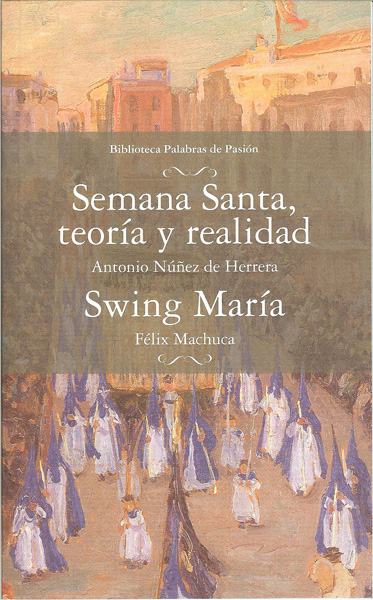 Biblioteca Palabras de Pasión
Semana Santa,
teoría y realidad
Antonio Núñez de Herrera
Swing María
Félix Machuca